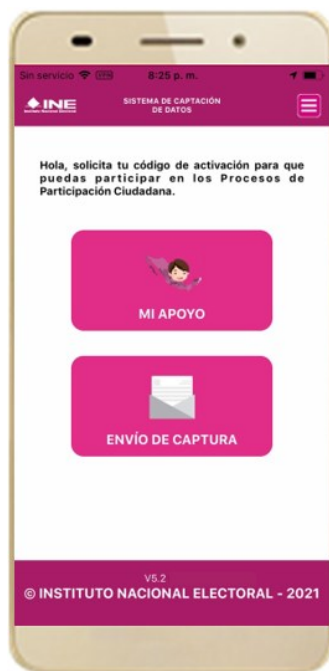 Sin servicio VPN 8:25 p. m.
INE
SISTEMA DE CAPTACIÓN
DE DATOS
Hola, solicita tu código de activación para que
puedas participar en los Procesos de
Participación Ciudadana.
MI APOYO
ENVÍO DE CAPTURA
V5.2
© INSTITUTO NACIONAL ELECTORAL - 2021